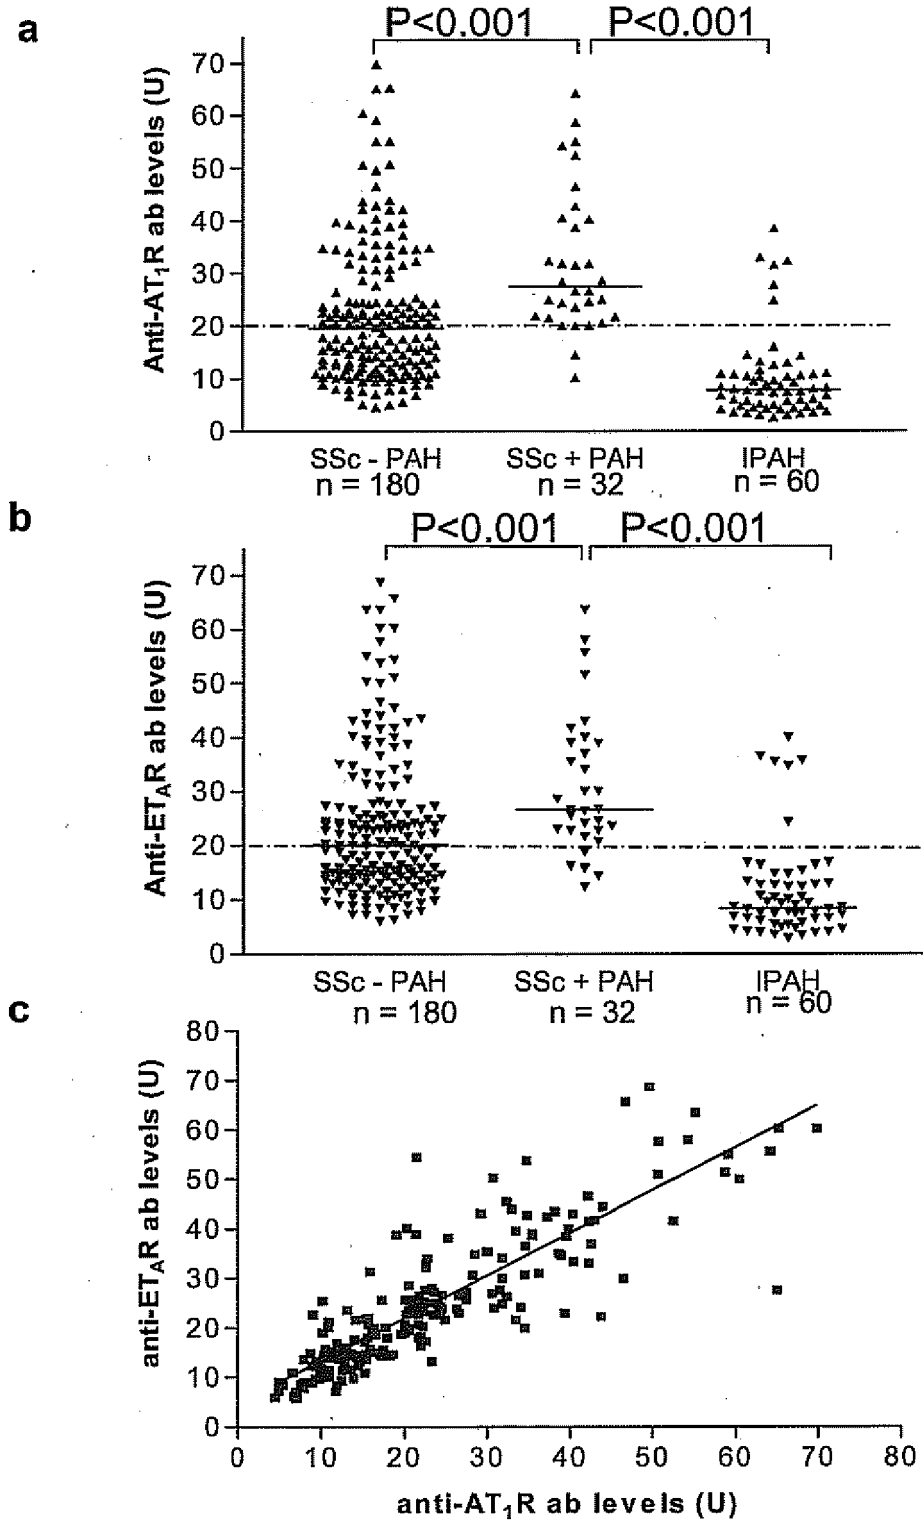 a
P<0.001 P<0.001
Anti-AT1R ab levels (U)
70
60
50
40
30
20
10
0
SSc - PAH SSc + PAH IPAH
n = 180 n = 32 n = 60
b
P<0.001 P<0.001
Anti-ETAR ab levels (U)
70
60
50
40
30
20
10
0
SSc - PAH SSc + PAH IPAH
n = 180 n = 32 n = 60
c
anti-ETAR ab levels (U)
80
70
60
50
40
30
20
10
0
0 10 20 30 40 50 60 70 80
anti-AT1R ab levels (U)